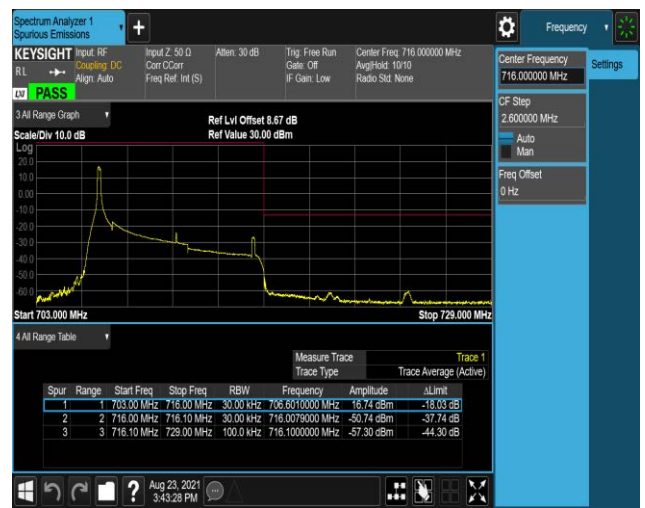 Spectrum Analyzer 1
Spurious Emissions
Frequency
KEYSIGHT Input: RF
RL
Coupling: DC
Align: Auto
Input Z: 50 Ω
Corr CCorr
Freq Ref: Int (S)
Atten: 30 dB
Trig: Free Run
Gate: Off
IF Gain: Low
Center Freq: 716.000000 MHz
Avg|Hold: 10/10
Radio Std: None
LXI PASS
Center Frequency
716.000000 MHz
Settings
CF Step
2.600000 MHz
Auto
Man
Freq Offset
0 Hz
3 All Range Graph
Ref Lvl Offset 8.67 dB
Scale/Div 10.0 dB
Ref Value 30.00 dBm
Log
20.0
10.0
0.00
-10.0
-20.0
-30.0
-40.0
-50.0
-60.0
Start 703.000 MHz
Stop 729.000 MHz
4 All Range Table
Measure Trace Trace 1
Trace Type Trace Average (Active)
Spur Range Start Freq Stop Freq RBW Frequency Amplitude ΔLimit
1 1 703.00 MHz 716.00 MHz 30.00 kHz 706.6010000 MHz 16.74 dBm -18.03 dB
2 2 716.00 MHz 716.10 MHz 30.00 kHz 716.0079000 MHz -50.74 dBm -37.74 dB
3 3 716.10 MHz 729.00 MHz 100.0 kHz 716.1000000 MHz -57.30 dBm -44.30 dB
?
Aug 23, 2021
3:43:28 PM